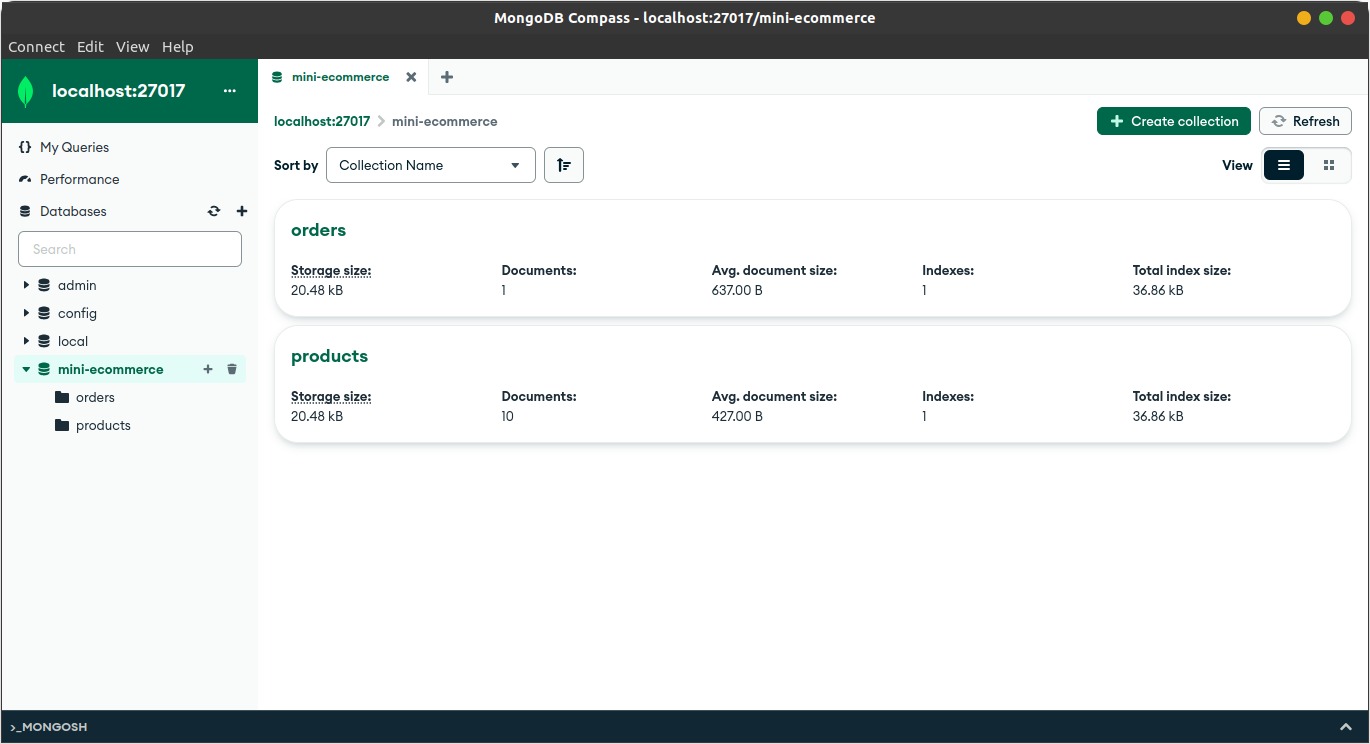 MongoDB Compass - localhost:27017/mini-ecommerce
Connect Edit View Help
localhost:27017 ...
{} My Queries
Performance
Databases
Search
admin
config
local
mini-ecommerce
orders
products
mini-ecommerce
localhost:27017 > mini-ecommerce
Create collection Refresh
Sort by Collection Name View
orders
Storage size: Documents: Avg. document size: Indexes: Total index size:
20.48 kB 1 637.00 B 1 36.86 kB
products
Storage size: Documents: Avg. document size: Indexes: Total index size:
20.48 kB 10 427.00 B 1 36.86 kB
>_MONGOSH